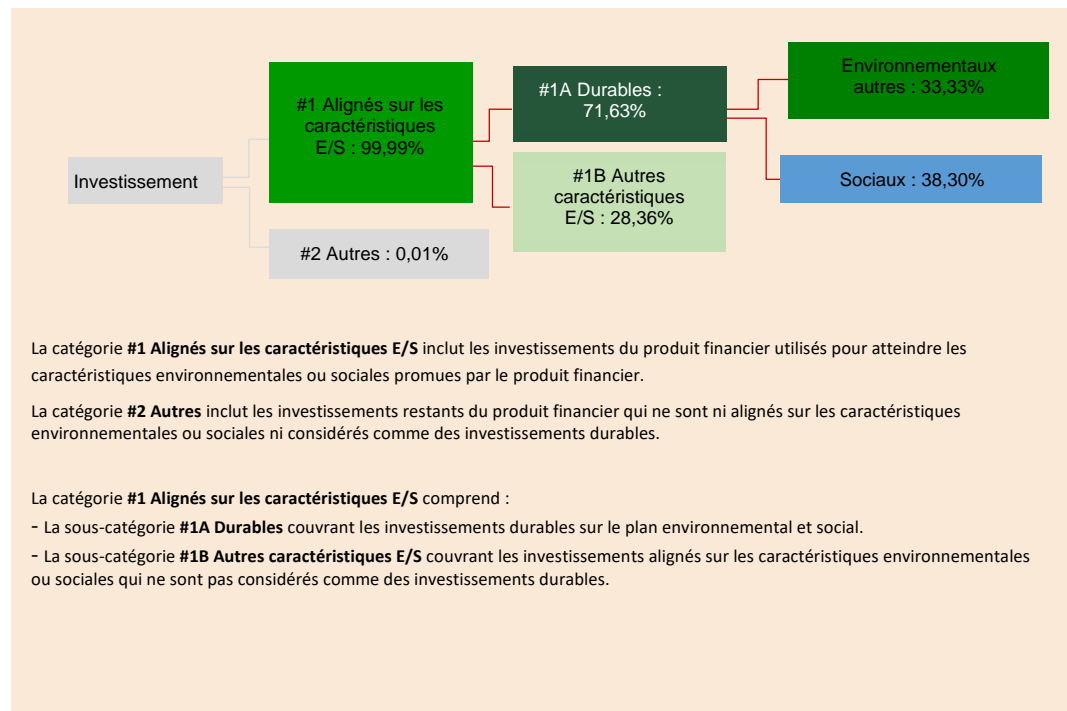 Investissement
#1 Alignés sur les
caractéristiques
E/S : 99,99%
#2 Autres : 0,01%
#1A Durables :
71,63%
#1B Autres
caractéristiques
E/S : 28,36%
Environnementaux
autres : 33,33%
Sociaux : 38,30%
La catégorie #1 Alignés sur les caractéristiques E/S inclut les investissements du produit financier utilisés pour atteindre les
caractéristiques environnementales ou sociales promues par le produit financier.
La catégorie #2 Autres inclut les investissements restants du produit financier qui ne sont ni alignés sur les caractéristiques
environnementales ou sociales ni considérés comme des investissements durables.
La catégorie #1 Alignés sur les caractéristiques E/S comprend :
- La sous-catégorie #1A Durables couvrant les investissements durables sur le plan environnemental et social.
- La sous-catégorie #1B Autres caractéristiques E/S couvrant les investissements alignés sur les caractéristiques environnementales
ou sociales qui ne sont pas considérés comme des investissements durables.